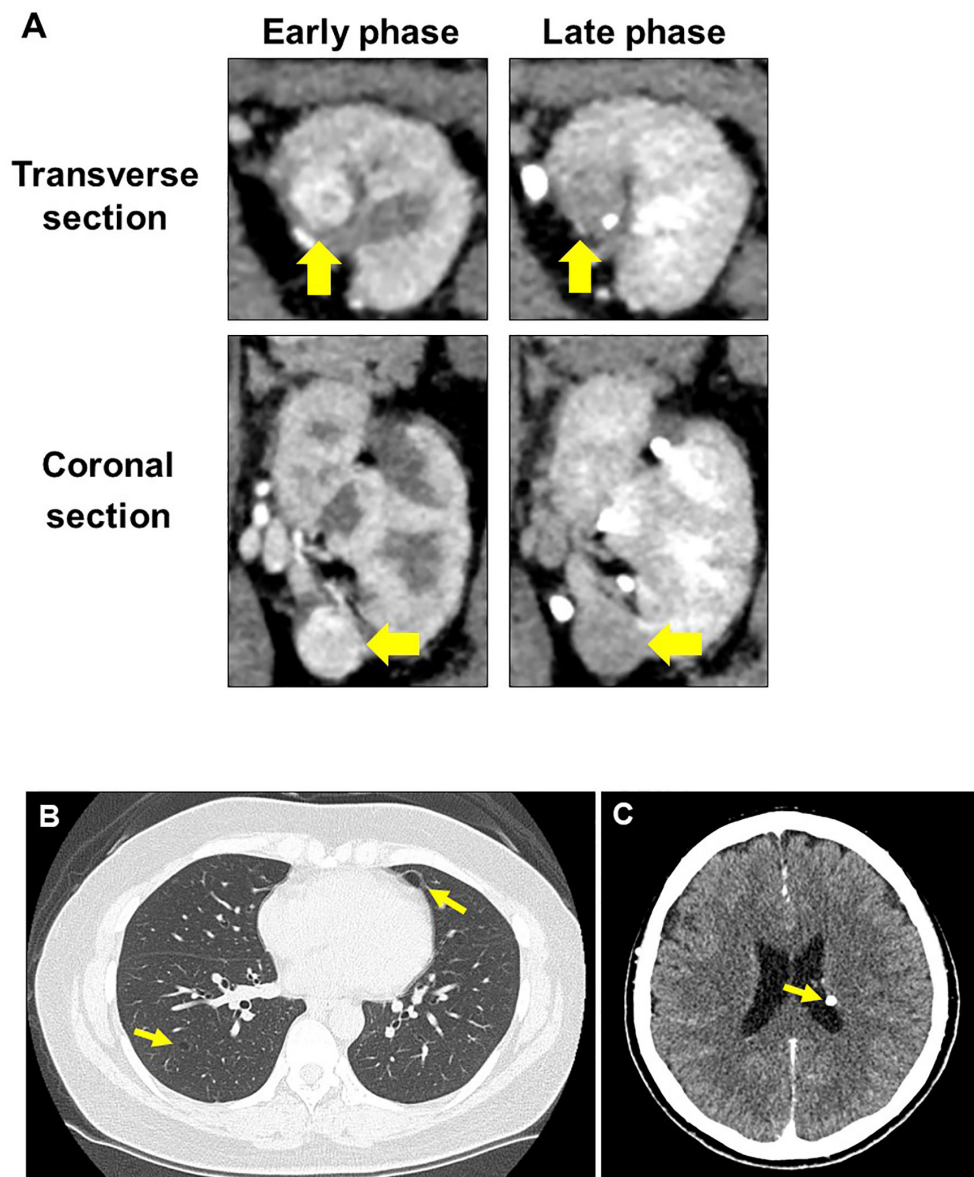 A
Early phase
Late phase
Transverse
section
Coronal
section
B
C